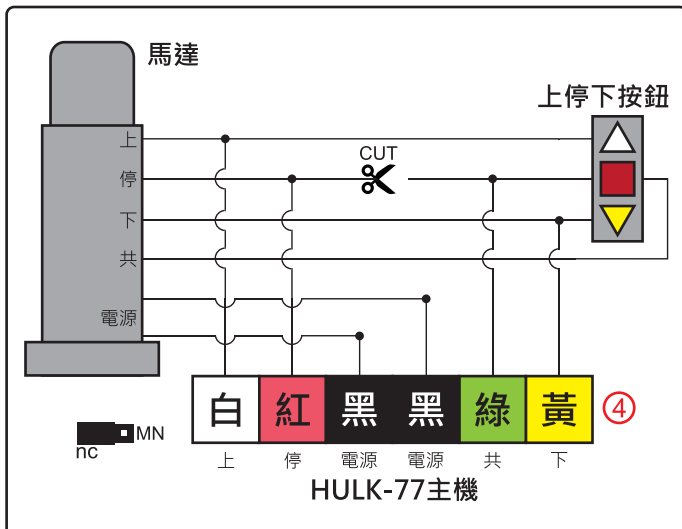 馬達
上停下按鈕
上
CUT
停
下
共
電源
白 紅 黑 黑 綠 黃 ④
MN
nc
上 停 電源 電源 共 下
HULK-77主機